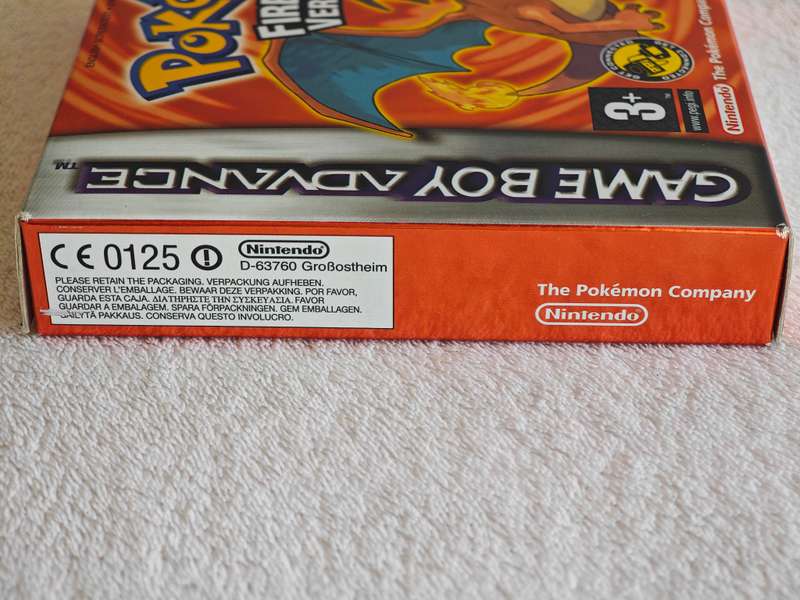 POKé
FIRE
VER
3+
www.pegi.info
Nintendo
The Pokémon Company
GAME BOY ADVANCE
TM
CE 0125
Nintendo
D-63760 Großostheim
PLEASE RETAIN THE PACKAGING. VERPACKUNG AUFHEBEN.
CONSERVER L'EMBALLAGE. BEWAAR DEZE VERPAKKING. POR FAVOR,
GUARDA ESTA CAJA. ΔΙΑΤΗΡΗΣΤΕ ΤΗΝ ΣΥΣΚΕΥΑΣΙΑ. FAVOR
GUARDAR A EMBALAGEM. SPARA FÖRPACKNINGEN. GEM EMBALLAGEN.
SÄILYTÄ PAKKAUS. CONSERVA QUESTO INVOLUCRO.
The Pokémon Company
Nintendo